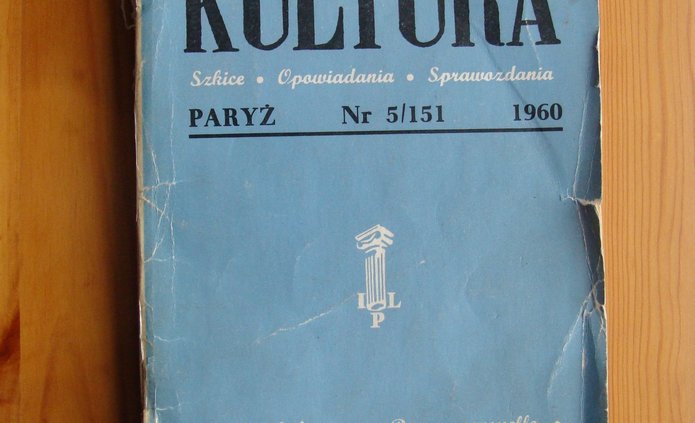 KULTURA
Szkice • Opowiadania • Sprawozdania
PARYŻ Nr 5/151 1960
I L
P